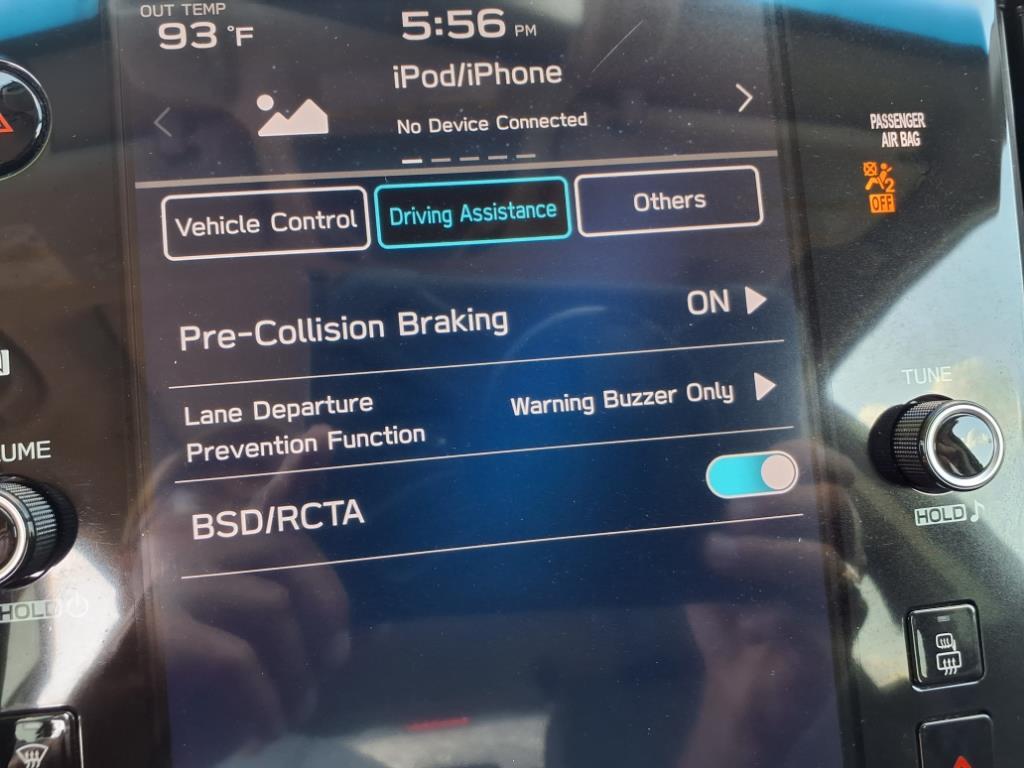 OUT TEMP
93 °F
5:56 PM
iPod/iPhone
No Device Connected
PASSENGER
AIR BAG
2
OFF
Vehicle Control
Driving Assistance
Others
Pre-Collision Braking
ON
Lane Departure
Prevention Function
Warning Buzzer Only
BSD/RCTA
TUNE
HOLD
UME
HOLD